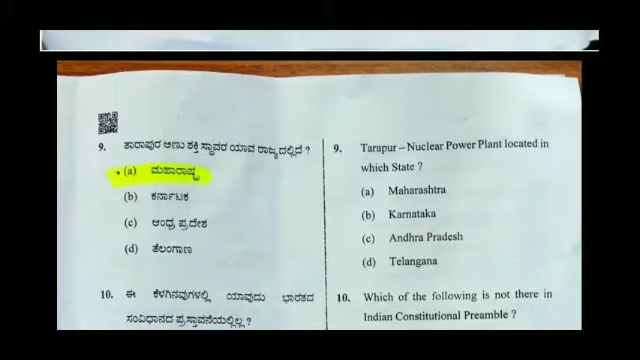 9. ತಾರಾಪುರ ಅಣು ಶಕ್ತಿ ಸ್ಥಾವರ ಯಾವ ರಾಜ್ಯದಲ್ಲಿದೆ ?
(a) ಮಹಾರಾಷ್ಟ್ರ
(b) ಕರ್ನಾಟಕ
(c) ಆಂಧ್ರ ಪ್ರದೇಶ
(d) ತೆಲಂಗಾಣ
10. ಈ ಕೆಳಗಿನವುಗಳಲ್ಲಿ ಯಾವುದು ಭಾರತದ
ಸಂವಿಧಾನದ ಪ್ರಸ್ತಾವನೆಯಲ್ಲಿಲ್ಲ ?
9. Tarapur – Nuclear Power Plant located in
which State ?
(a) Maharashtra
(b) Karnataka
(c) Andhra Pradesh
(d) Telangana
10. Which of the following is not there in
Indian Constitutional Preamble ?